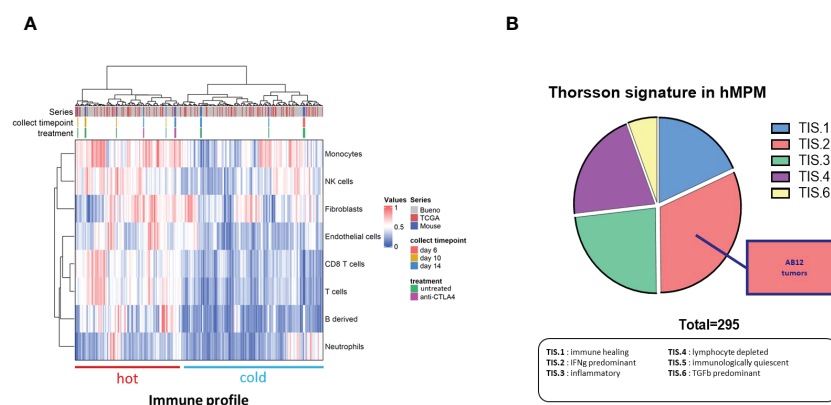 A
Series
collect timepoint
treatment
Monocytes
NK cells
Fibroblasts
Endothelial cells
CD8 T cells
T cells
B derived
Neutrophils
Values
1
0.5
0
Series
Bueno
TCGA
Mouse
collect timepoint
day 6
day 10
day 14
treatment
untreated
anti-CTLA4
hot
cold
Immune profile
B
Thorsson signature in hMPM
TIS.1
TIS.2
TIS.3
TIS.4
TIS.6
AB12
tumors
Total=295
TIS.1 : immune healing
TIS.2 : IFNg predominant
TIS.3 : inflammatory
TIS.4 : lymphocyte depleted
TIS.5 : immunologically quiescent
TIS.6 : TGFb predominant